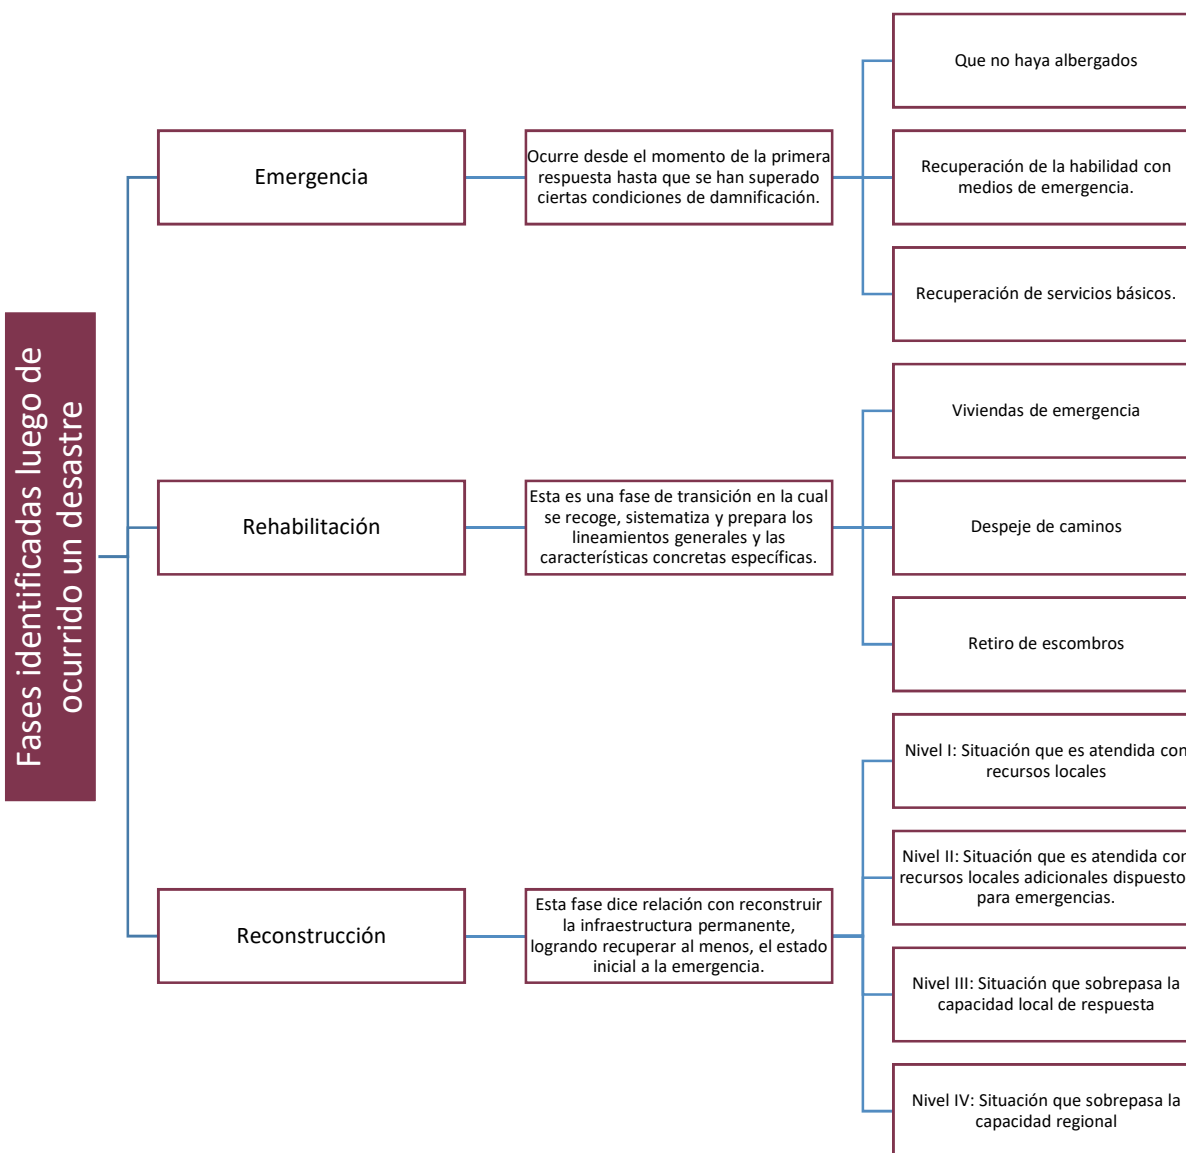 Fases identificadas luego de
ocurrido un desastre
Emergencia
Ocurre desde el momento de la primera
respuesta hasta que se han superado
ciertas condiciones de damnificación.
Que no haya albergados
Recuperación de la habilidad con
medios de emergencia.
Recuperación de servicios básicos.
Rehabilitación
Esta es una fase de transición en la cual
se recoge, sistematiza y prepara los
lineamientos generales y las
características concretas específicas.
Viviendas de emergencia
Despeje de caminos
Retiro de escombros
Reconstrucción
Esta fase dice relación con reconstruir
la infraestructura permanente,
logrando recuperar al menos, el estado
inicial a la emergencia.
Nivel I: Situación que es atendida con
recursos locales
Nivel II: Situación que es atendida con
recursos locales adicionales dispuesto
para emergencias.
Nivel III: Situación que sobrepasa la
capacidad local de respuesta
Nivel IV: Situación que sobrepasa la
capacidad regional